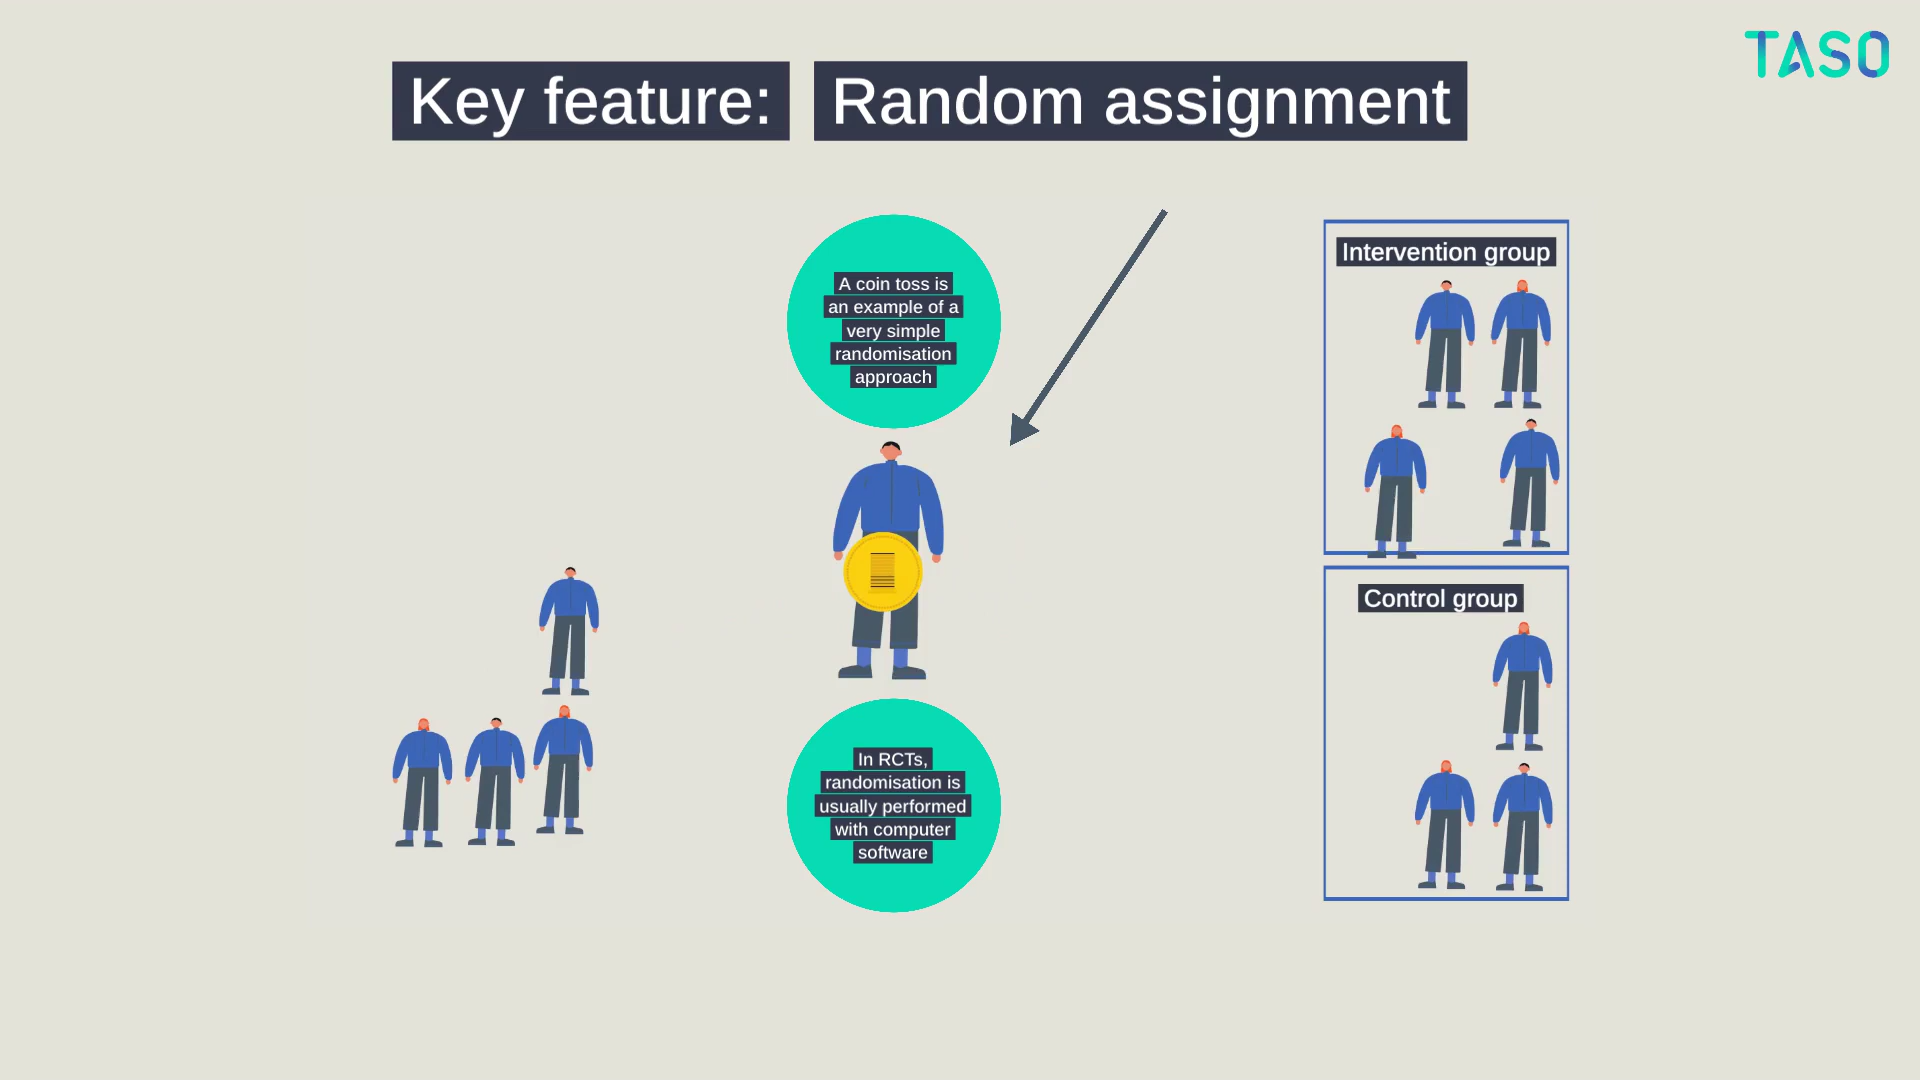 TASO
Key feature: Random assignment
A coin toss is
an example of a
very simple
randomisation
approach
Intervention group
Control group
In RCTs,
randomisation is
usually performed
with computer
software